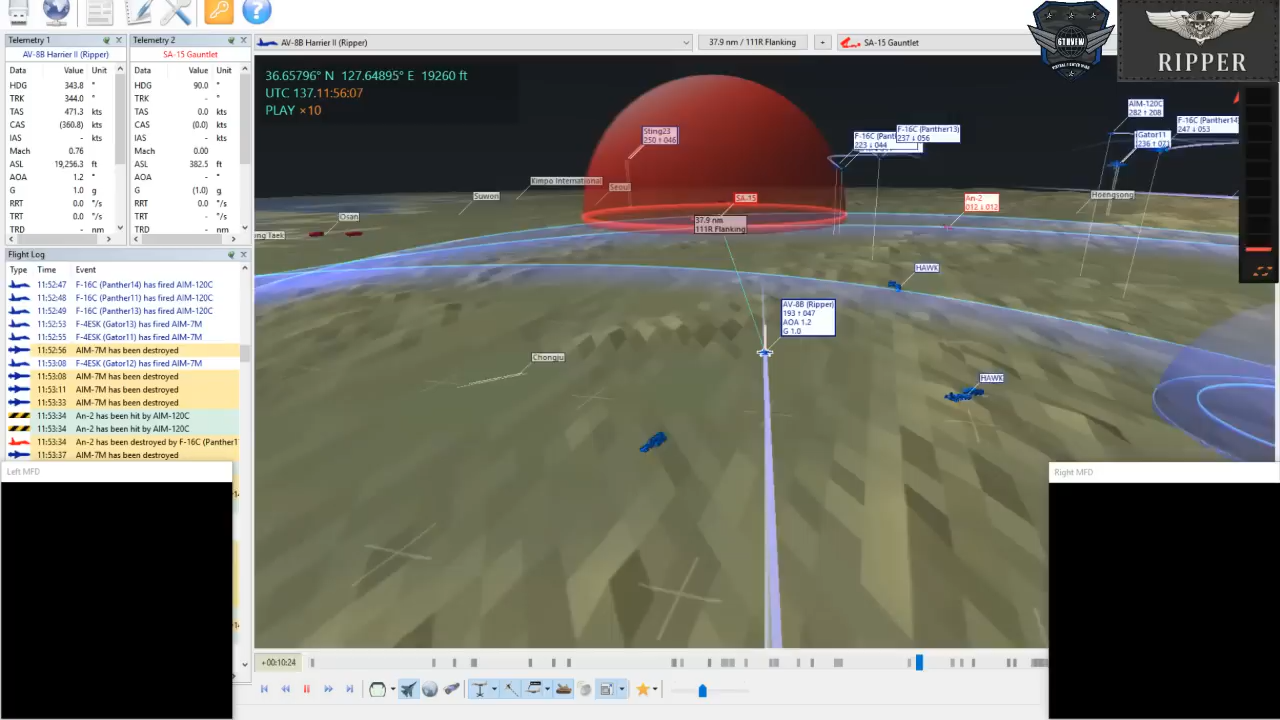 Telemetry 1
Telemetry 2
AV-8B Harrier II (Ripper)
SA-15 Gauntlet
Data Value Unit
HDG 343.8 °
TRK 344.0 °
TAS 471.3 kts
CAS (360.8) kts
IAS - kts
Mach 0.76
ASL 19,256.3 ft
AOA 1.2 °
G 1.0 g
RRT 0.0 °/s
TRT 0.0 °/s
TRD - nm
Data Value Unit
HDG 90.0 °
TRK - °
TAS 0.0 kts
CAS (0.0) kts
IAS - kts
Mach 0.00
ASL 382.5 ft
AOA - °
G (1.0) g
RRT 0.0 °/s
TRT - °/s
TRD - nm
Flight Log
Type Time Event
11:52:47 F-16C (Panther14) has fired AIM-120C
11:52:48 F-16C (Panther11) has fired AIM-120C
11:52:49 F-16C (Panther13) has fired AIM-120C
11:52:53 F-4ESK (Gator13) has fired AIM-7M
11:52:55 F-4ESK (Gator11) has fired AIM-7M
11:52:56 AIM-7M has been destroyed
11:53:08 F-4ESK (Gator12) has fired AIM-7M
11:53:08 AIM-7M has been destroyed
11:53:11 AIM-7M has been destroyed
11:53:33 AIM-7M has been destroyed
11:53:34 An-2 has been hit by AIM-120C
11:53:34 An-2 has been hit by AIM-120C
11:53:34 An-2 has been destroyed by F-16C (Panther1
11:53:37 AIM-7M has been destroyed
Left MFD
AV-8B Harrier II (Ripper)
37.9 nm / 111R Flanking
+
SA-15 Gauntlet
36.65796° N 127.64895° E 19260 ft
UTC 137.11:56:07
PLAY ×10
Sting23
250 ↑ 046
F-16C (Pant
223 ↓ 044
F-16C (Panther13)
237 ↓ 056
AIM-120C
282 ↑ 208
F-16C (Panther14
247 ↓ 053
Gator11
Kimpo International
Seoul
Suwon
Osan
ong Taek
SA-15
37.9 nm
111R Flanking
An-2
012 ↓ 012
Hoengsong
HAWK
AV-8B (Ripper)
193 ↑ 047
AOA 1.2
G 1.0
Chongju
HAWK
Right MFD
+00:10:24
RIPPER